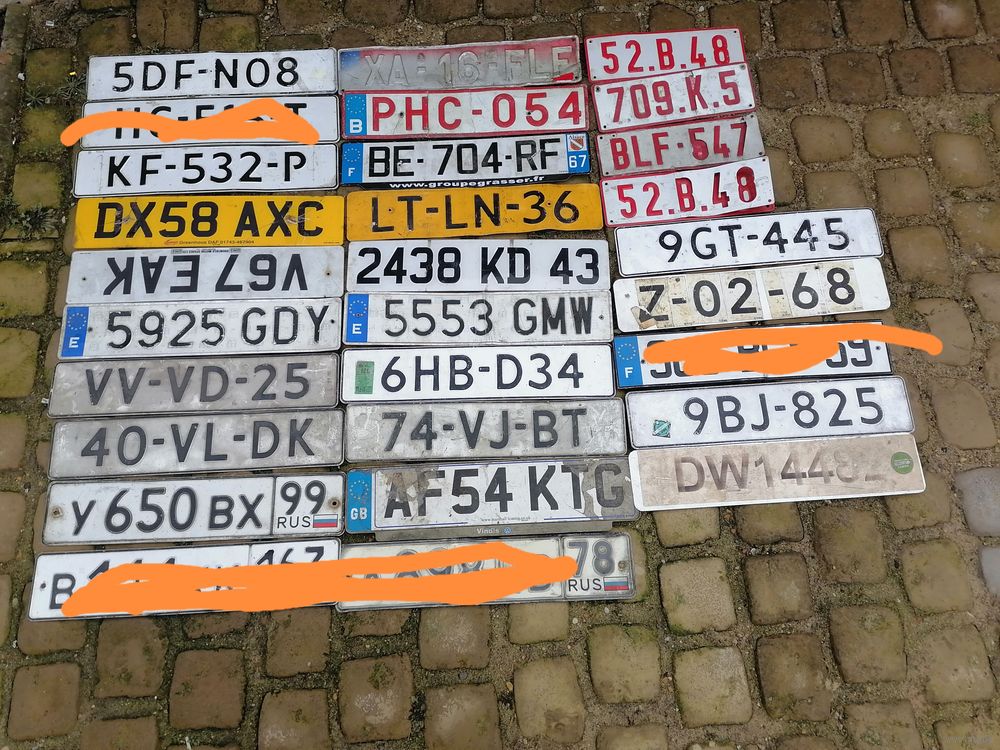 5DF-N08
KF-532-P
DX58 AXC
V67 EAK
E 5925 GDY
VV-VD-25
40-VL-DK
У650ВХ 99
RUS
XA-16-FLF
B PHC-054
F BE-704-RF 67
www.groupegrasser.fr
LT-LN-36
2438 KD 43
E 5553 GMW
6HB-D34
74-VJ-BT
GB AF54 KTG
Vindis
78
RUS
52.B.48
709.K.5
BLF-547
52.B.48
9GT-445
Z-02-68
F
9BJ-825